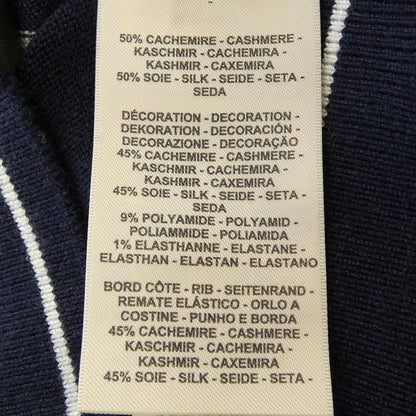 50% CACHEMIRE - CASHMERE -
KASCHMIR - CACHEMIRA -
KAШМИР - CAXEMIRA
50% SOIE - SILK - SEIDE - SETA -
SEDA
DÉCORATION - DECORATION -
DEKORATION - DECORACIÓN -
DECORAZIONE - DECORAÇÃO
45% CACHEMIRE - CASHMERE -
KASCHMIR - CACHEMIRA -
KASHMIR - CAXEMIRA
45% SOIE - SILK - SEIDE - SETA -
SEDA
9% POLYAMIDE - POLYAMID -
POLIAMMIDE - POLIAMIDA
1% ELASTHANNE - ELASTANE -
ELASTHAN - ELASTAN - ELASTANO
BORD CÔTE - RIB - SEITENRAND -
REMATE ELÁSTICO - ORLO A
COSTINE - PUNHO E BORDA
45% CACHEMIRE - CASHMERE -
KASCHMIR - CACHEMIRA -
KASHMIR - CAXEMIRA
45% SOIE - SILK - SEIDE - SETA -